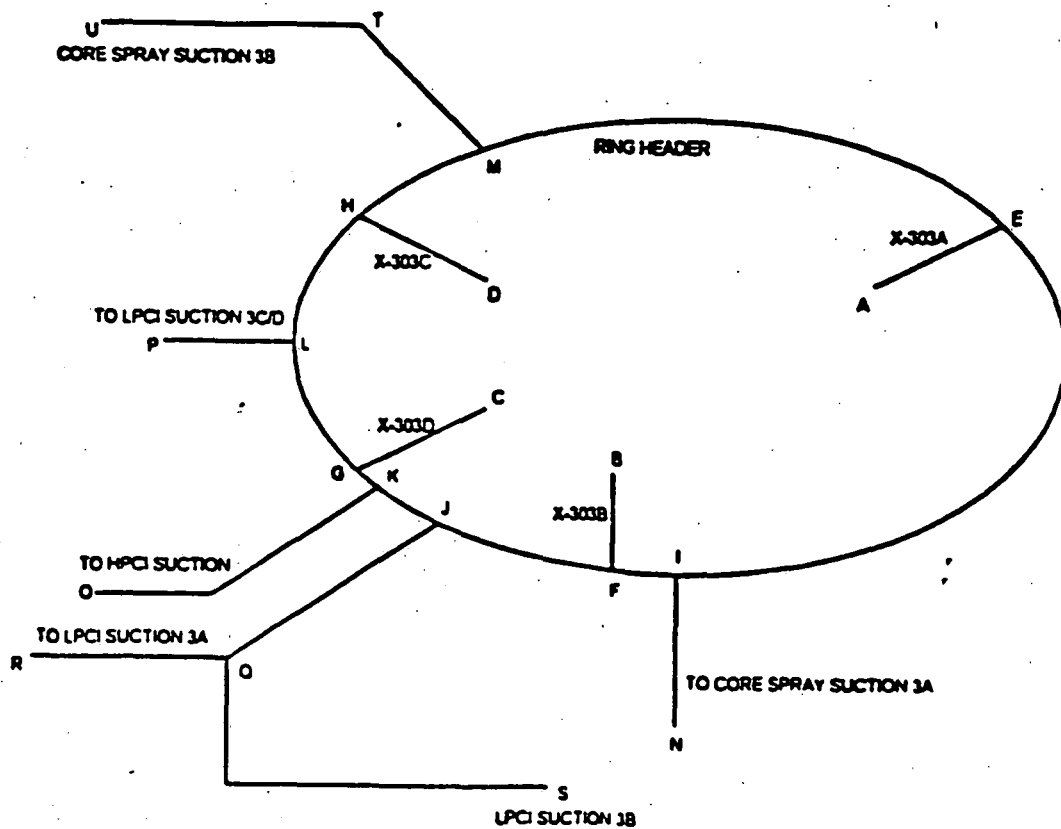 U
T
CORE SPRAY SUCTION 3B
RING HEADER
M
H
E
X-303A
X-303C
D
A
TO LPCI SUCTION 3C/D
P
L
C
X-303D
B
G
K
J
X-303B
I
TO HPCI SUCTION
O
F
TO LPCI SUCTION 3A
R
Q
TO CORE SPRAY SUCTION 3A
N
S
LPCI SUCTION 3B